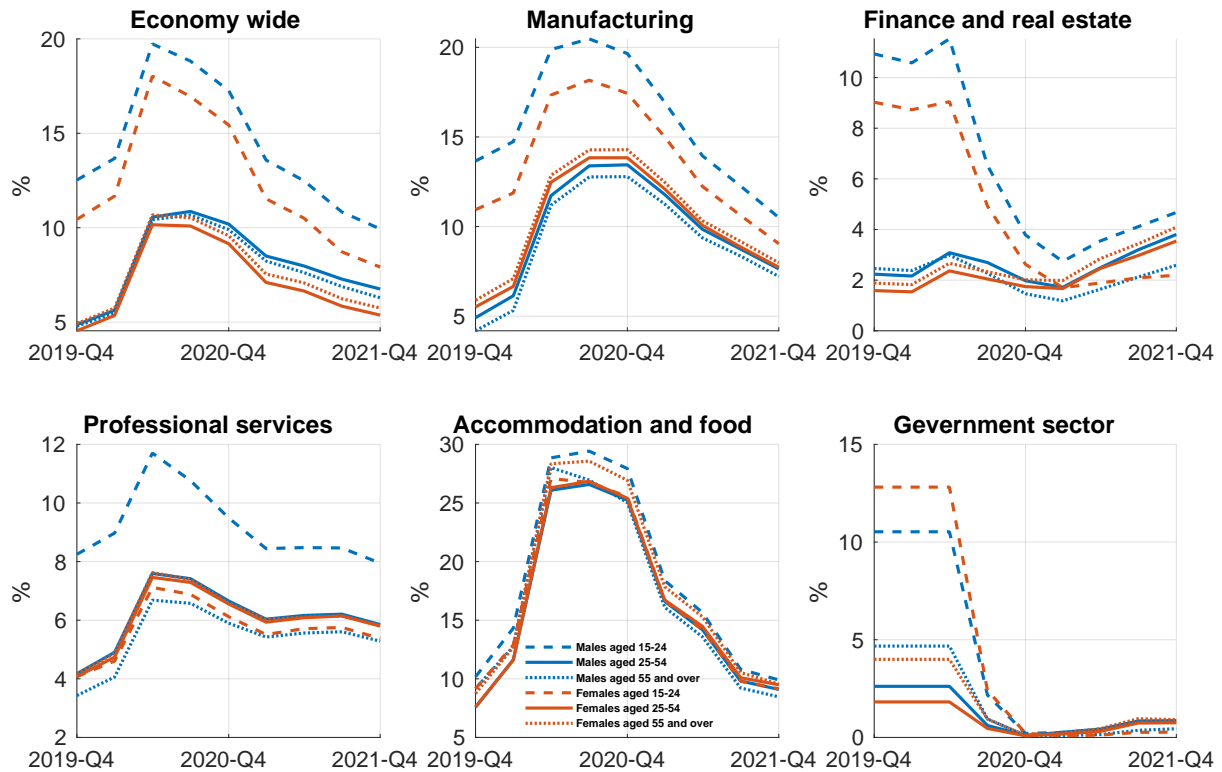 Economy wide
Manufacturing
Finance and real estate
%
20
15
10
5
2019-Q4
2020-Q4
2021-Q4
%
20
15
10
5
2019-Q4
2020-Q4
2021-Q4
%
10
8
6
4
2
0
2019-Q4
2020-Q4
2021-Q4
Professional services
Accommodation and food
Gevernment sector
%
12
10
8
6
4
2
2019-Q4
2020-Q4
2021-Q4
%
30
25
20
15
10
5
Males aged 15-24
Males aged 25-54
Males aged 55 and over
Females aged 15-24
Females aged 25-54
Females aged 55 and over
2019-Q4
2020-Q4
2021-Q4
%
15
10
5
0
2019-Q4
2020-Q4
2021-Q4